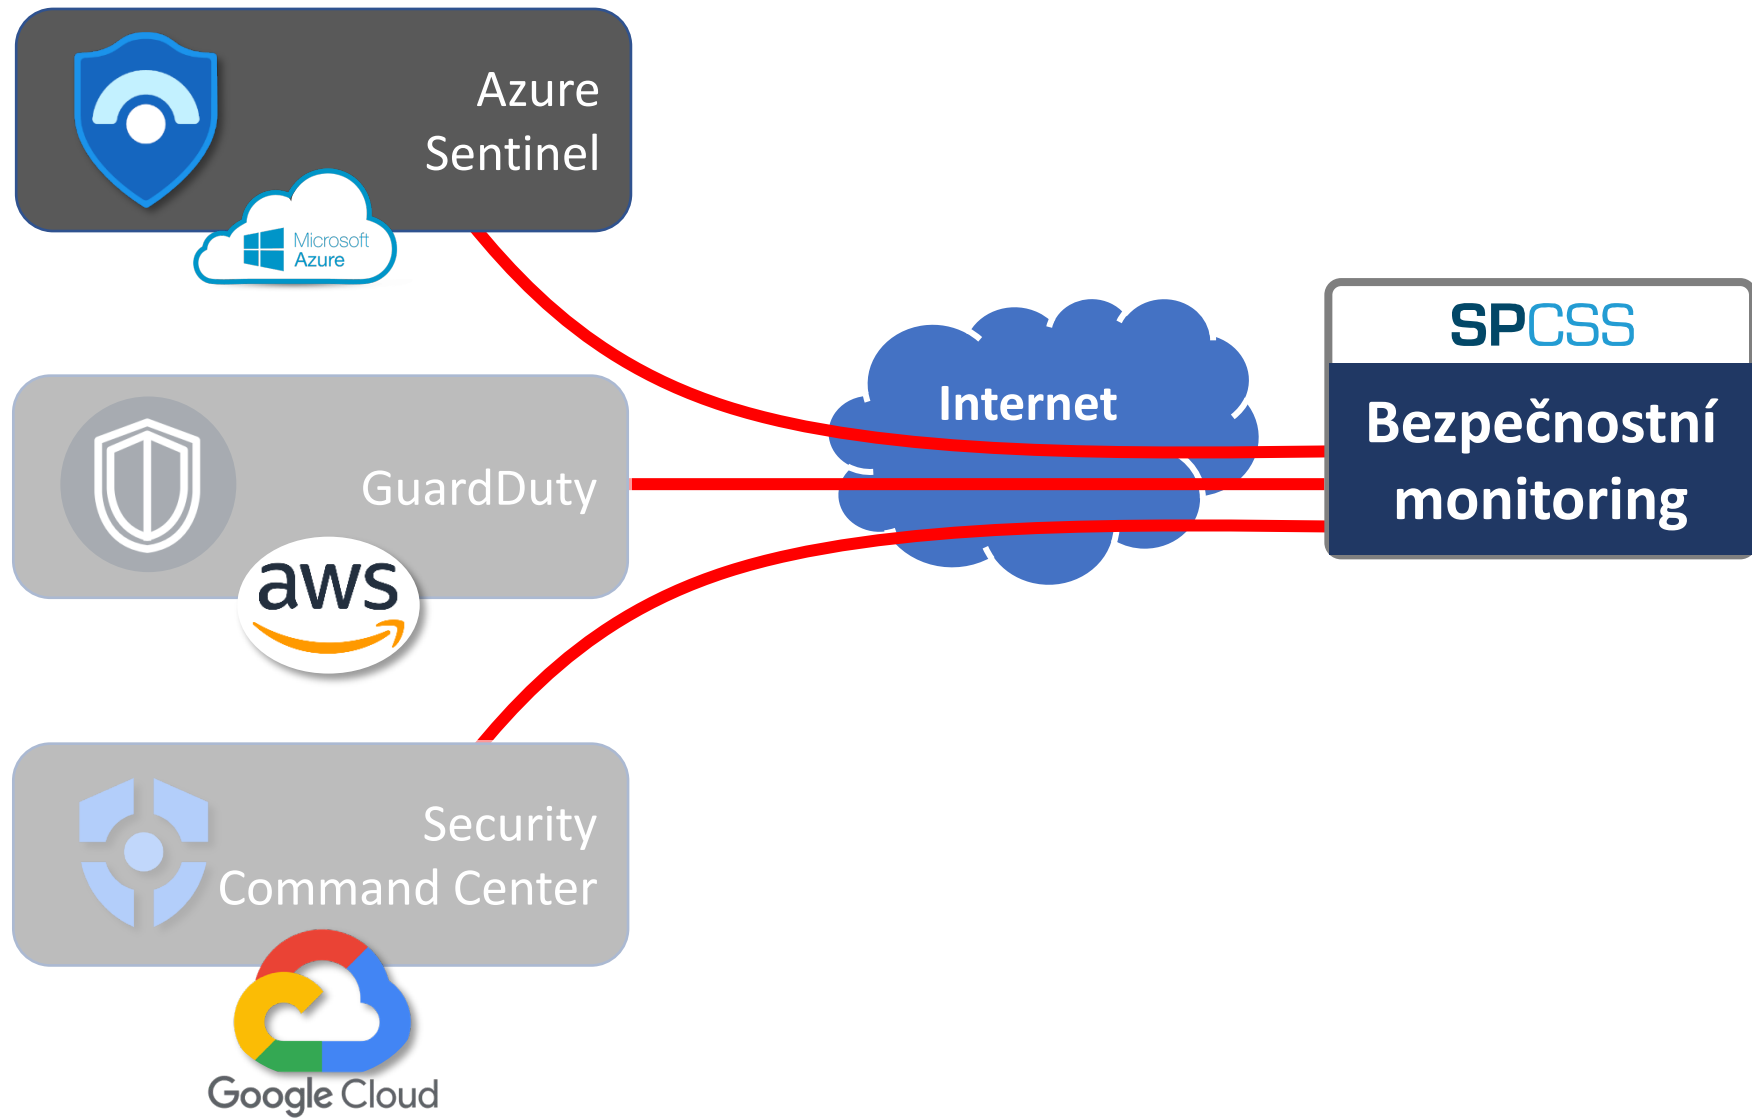 Azure
Sentinel
Microsoft
Azure
GuardDuty
aws
Security
Command Center
Google Cloud
Internet
SPCSS
Bezpečnostní
monitoring